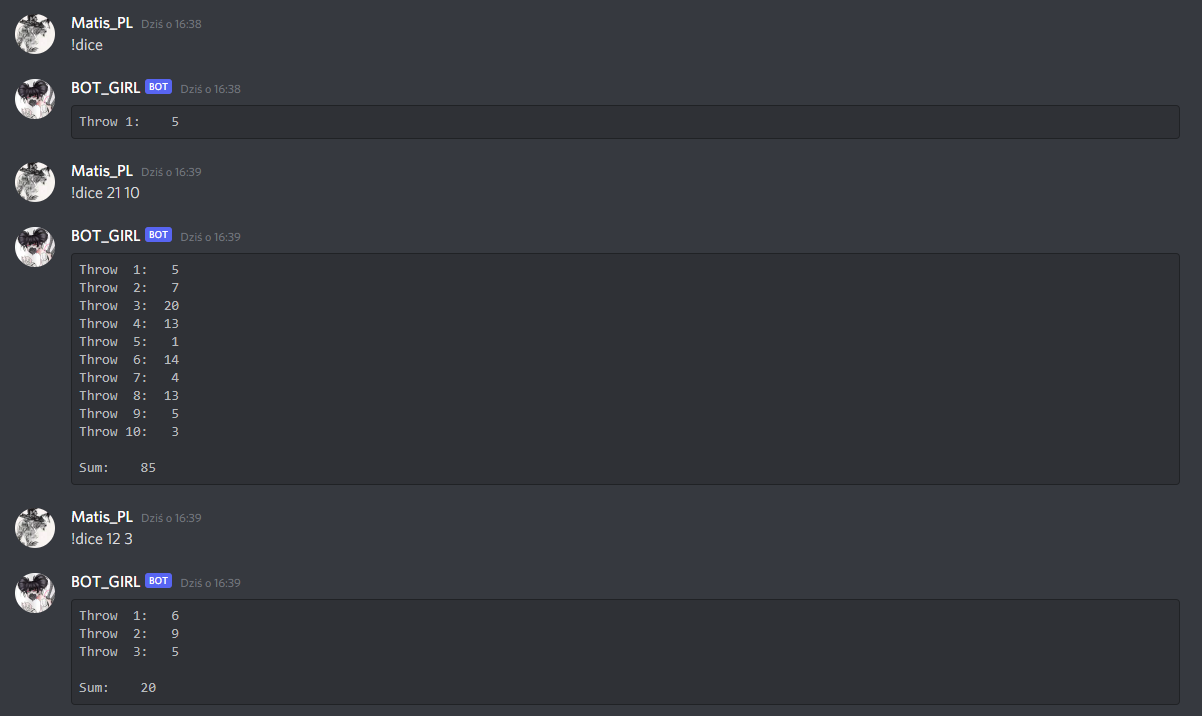 Matis_PL Dziś o 16:38
!dice
BOT_GIRL BOT Dziś o 16:38
Throw 1:    5
Matis_PL Dziś o 16:39
!dice 21 10
BOT_GIRL BOT Dziś o 16:39
Throw  1:   5
Throw  2:   7
Throw  3:  20
Throw  4:  13
Throw  5:   1
Throw  6:  14
Throw  7:   4
Throw  8:  13
Throw  9:   5
Throw 10:   3
Sum:    85
Matis_PL Dziś o 16:39
!dice 12 3
BOT_GIRL BOT Dziś o 16:39
Throw  1:   6
Throw  2:   9
Throw  3:   5
Sum:    20